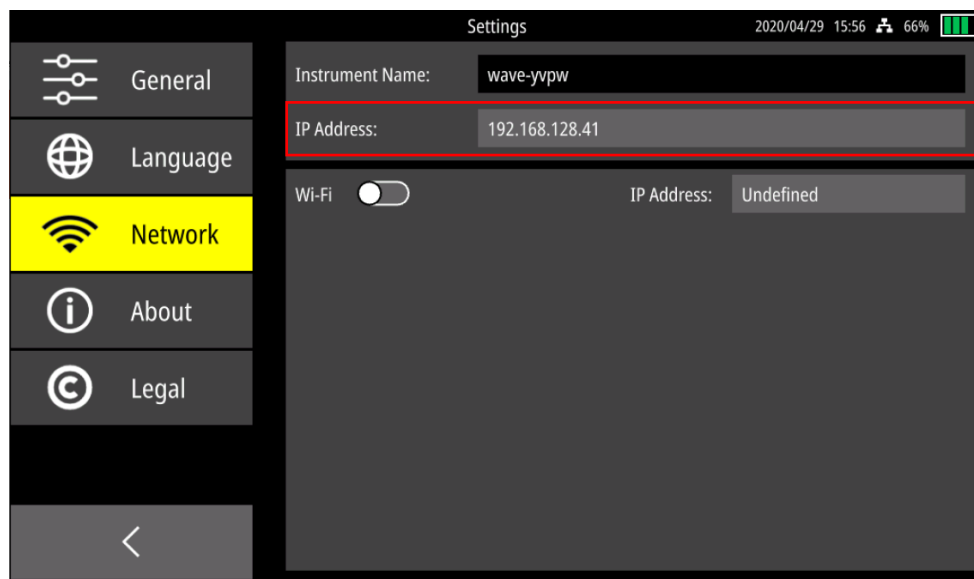 Settings
2020/04/29 15:56 66%
General
Language
Network
About
Legal
Instrument Name: wave-yvpw
IP Address: 192.168.128.41
Wi-Fi IP Address: Undefined